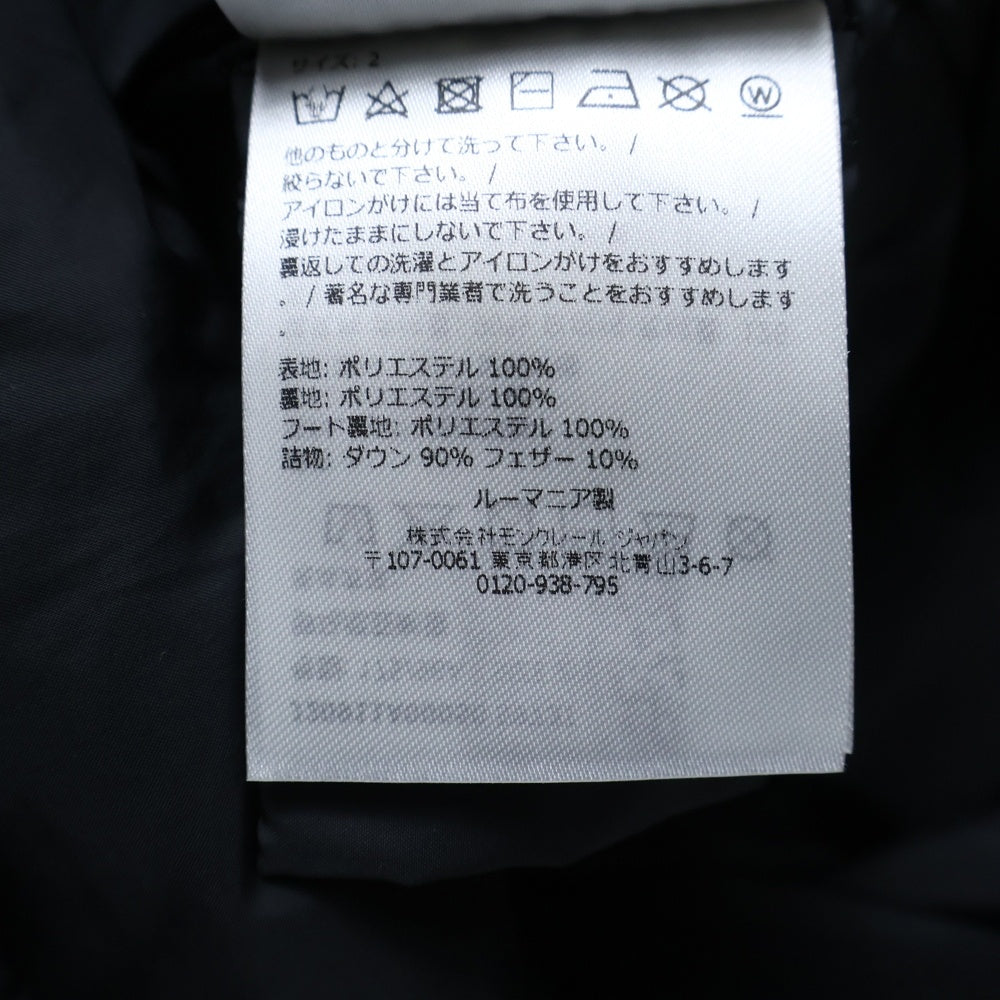 サイズ: 2
W
他のものと分けて洗って下さい。 /
絞らないで下さい。 /
アイロンがけには当て布を使用して下さい。 /
浸けたままにしないで下さい。 /
裏返しての洗濯とアイロンがけをおすすめします
。 / 著名な専門業者で洗うことをおすすめします
。
表地: ポリエステル 100%
裏地: ポリエステル 100%
フード裏地: ポリエステル 100%
詰物: ダウン 90% フェザー 10%
ルーマニア製
株式会社モンクレール ジャパン
〒107-0061 東京都港区北青山3-6-7
0120-938-795